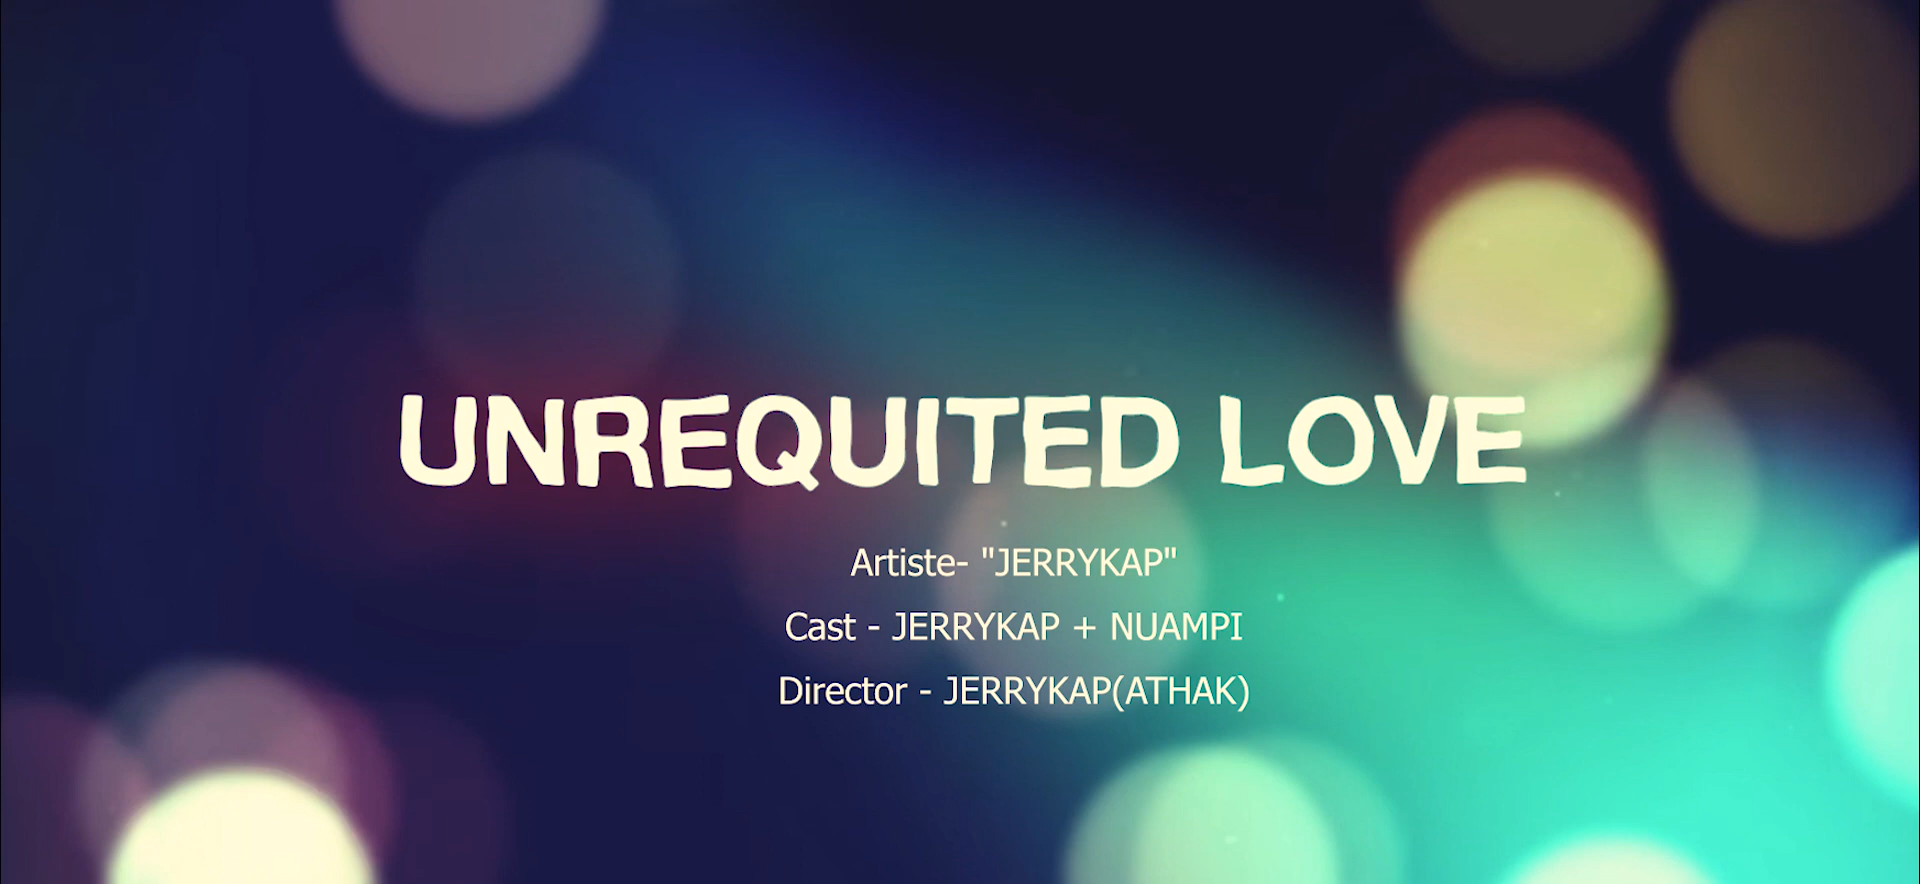 UNREQUITED LOVE
Artiste- "JERRYKAP"
Cast - JERRYKAP + NUAMPI
Director - JERRYKAP(ATHAK)